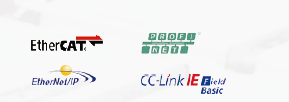 EtherCAT
PROFI
NET
EtherNet/IP
CC-Link IE Field
Basic